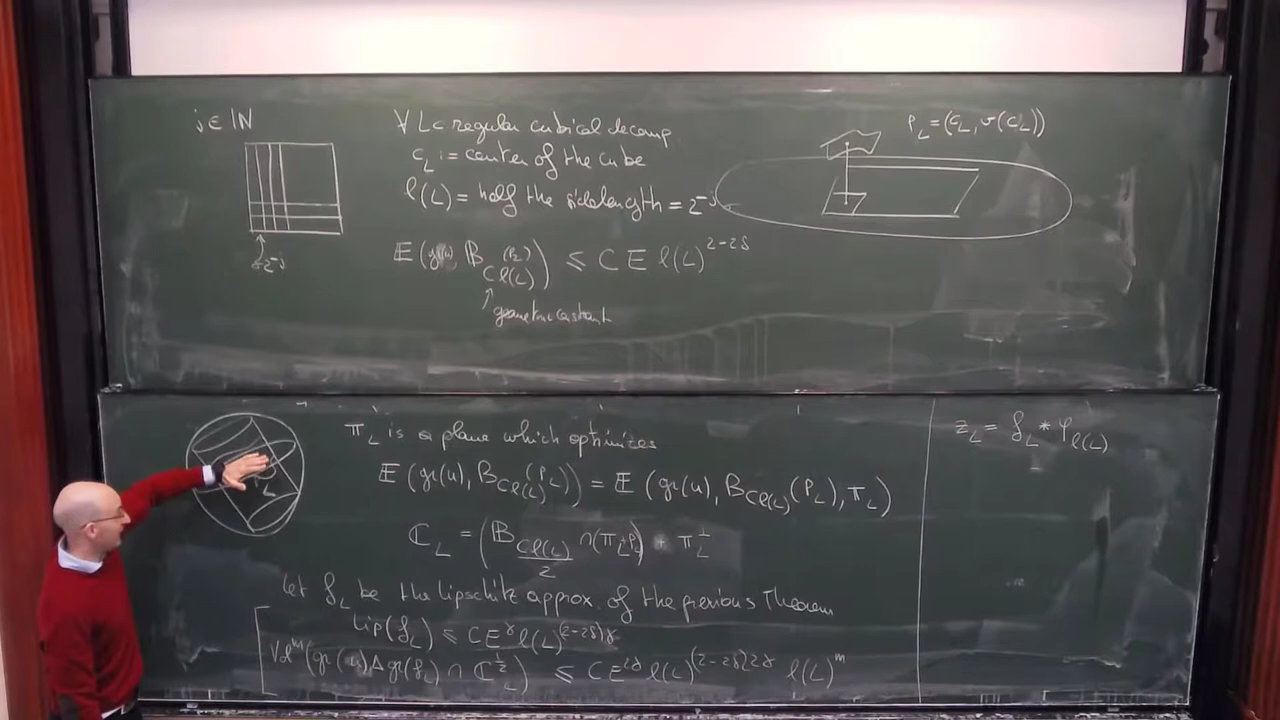 j ∈ ℕ
2^{-j}
∀ L ∈ regular cubical decomp
c_L := center of the cube
ℓ(L) = half the sidelength = 2^{-j}
𝔼 (gr(u) 𝔹_{Cℓ(L)}(p_L)) ≤ C E ℓ(L)^{2-2δ}
↑
geometric constant
p_L = (c_L, u(c_L))
π_L is a plane which optimizes
𝔼 (gr(u), B_{Cℓ(L)}(p_L)) = 𝔼 (gr(u), B_{Cℓ(L)}(p_L), π_L)
ℂ_L = (𝔹_{Cℓ(L)/2} ∩ (π_L + p_L)) + π_L^⊥
Let f_L be the Lipschitz approx. of the previous Theorem
Lip(f_L) ≤ C E^γ ℓ(L)^{(2-2δ)γ}
Vol^m (gr(u) Δ gr(f_L) ∩ ℂ_L^{1/2}) ≤ C E^{2γ} ℓ(L)^{(2-2δ)2γ} ℓ(L)^m
z_L = f_L * φ_{ℓ(L)}